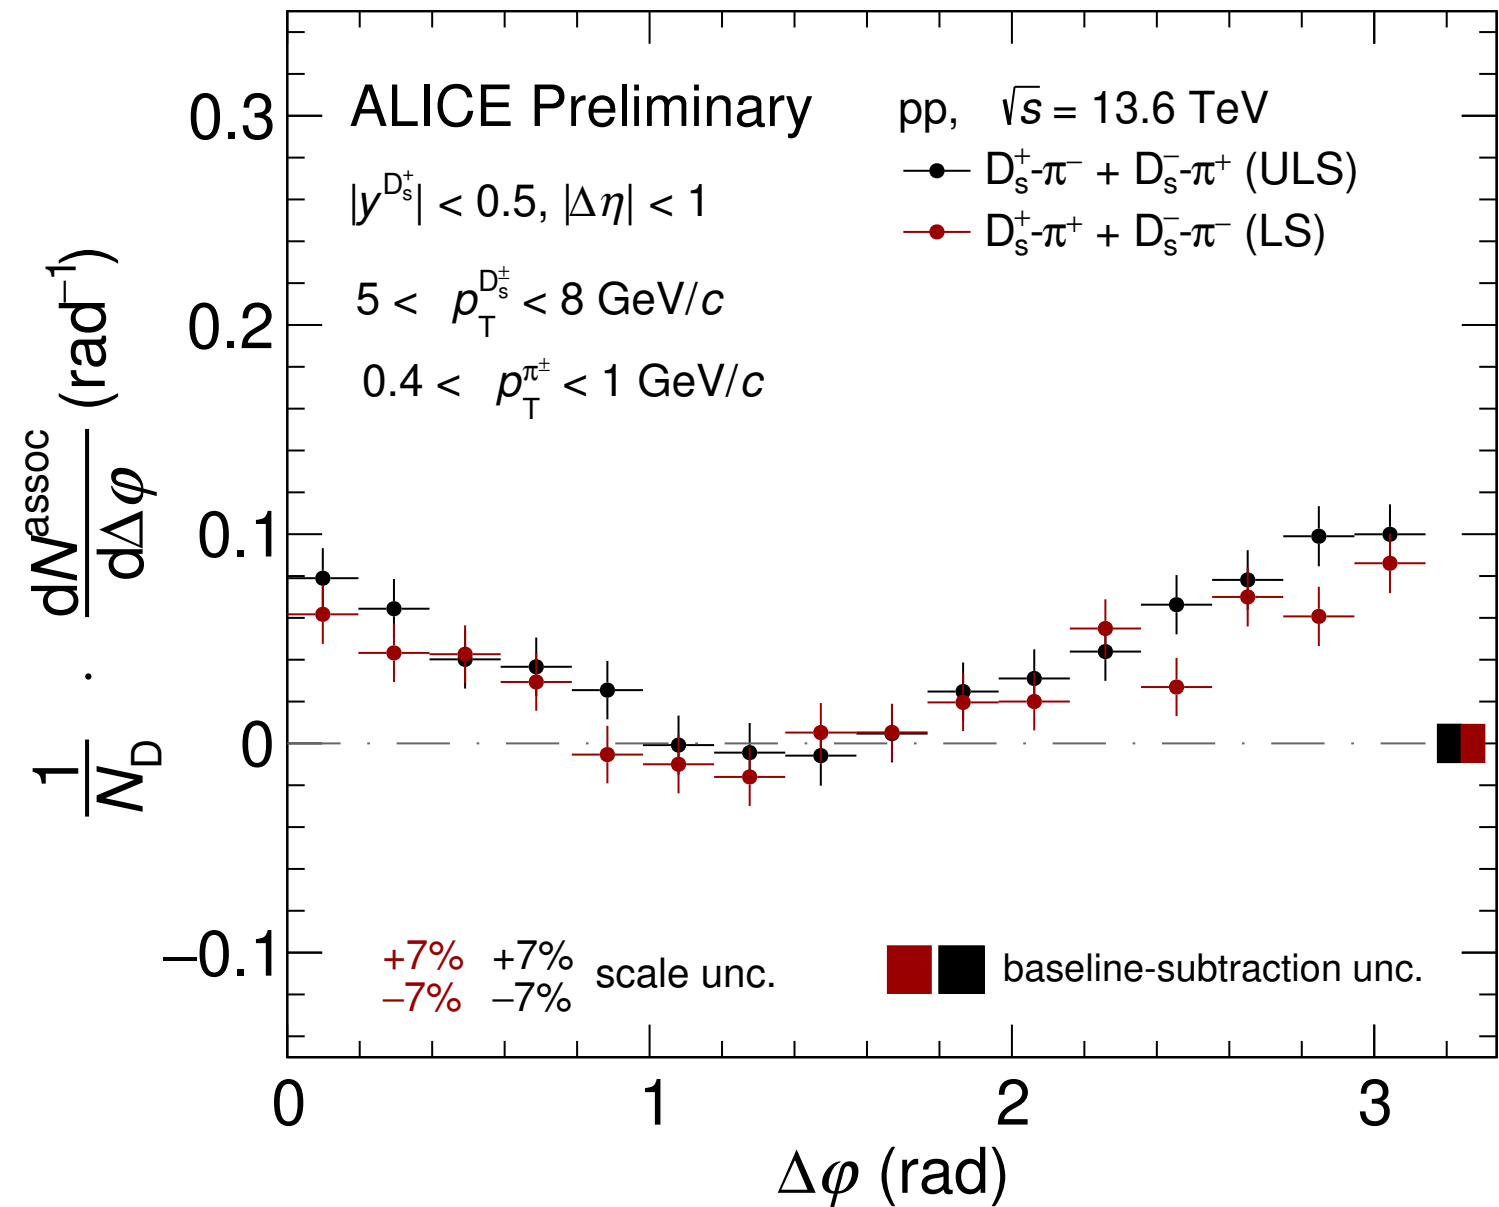 ALICE Preliminary
pp, √s = 13.6 TeV
D_s^+-π^− + D_s^−-π^+ (ULS)
D_s^+-π^+ + D_s^−-π^− (LS)
|y^{D_s^+}| < 0.5, |Δη| < 1
5 < p_T^{D_s^±} < 8 GeV/c
0.4 < p_T^{π^±} < 1 GeV/c
1/N_D · dN^{assoc}/dΔφ (rad^{−1})
0.3
0.2
0.1
0
−0.1
+7% +7%
−7% −7%
scale unc.
baseline-subtraction unc.
0 1 2 3
Δφ (rad)